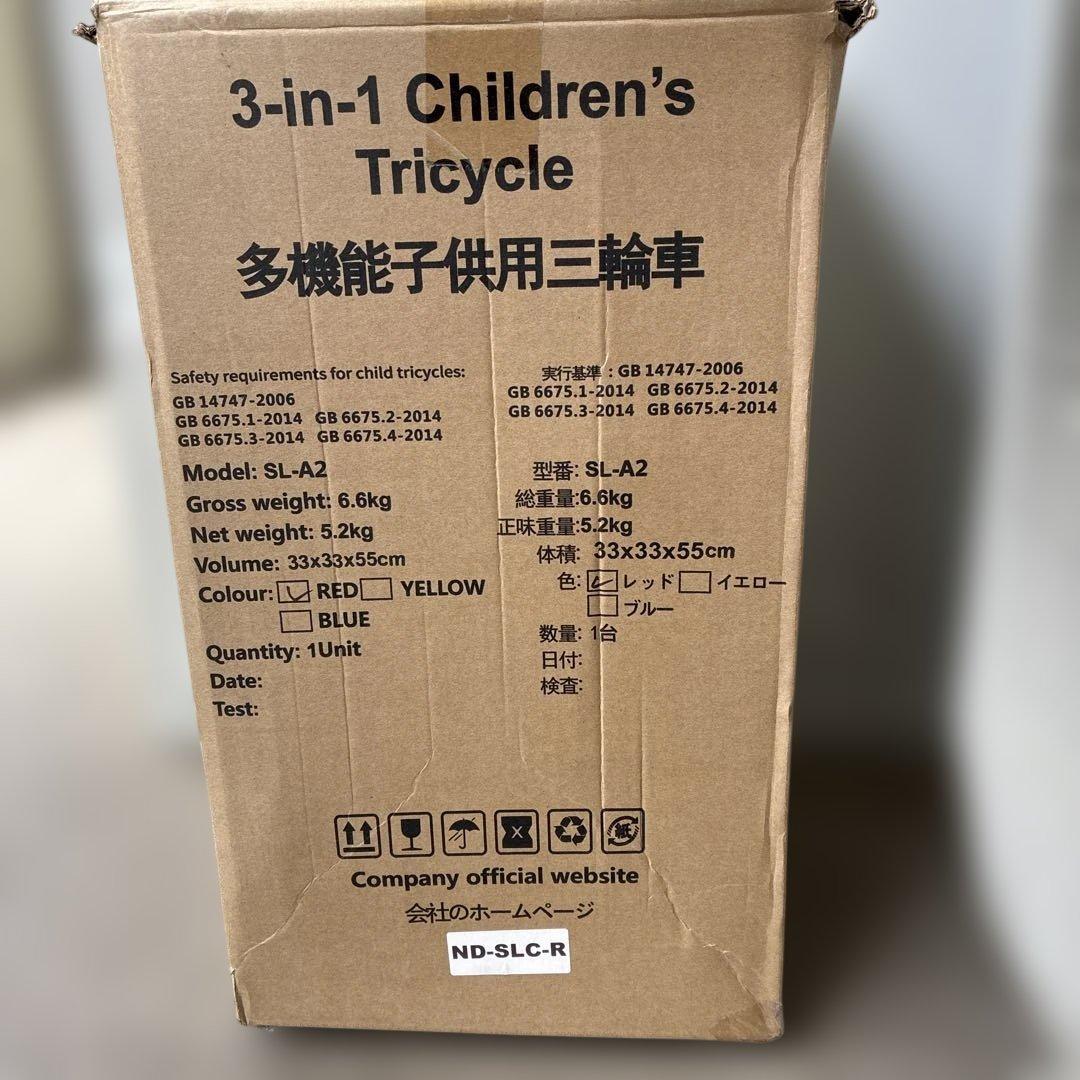 3-in-1 Children's
Tricycle
多機能子供用三輪車
Safety requirements for child tricycles:
GB 14747-2006
GB 6675.1-2014 GB 6675.2-2014
GB 6675.3-2014 GB 6675.4-2014
Model: SL-A2
Gross weight: 6.6kg
Net weight: 5.2kg
Volume: 33x33x55cm
Colour: RED YELLOW
BLUE
Quantity: 1Unit
Date:
Test:
実行基準：GB 14747-2006
GB 6675.1-2014 GB 6675.2-2014
GB 6675.3-2014 GB 6675.4-2014
型番: SL-A2
総重量:6.6kg
正味重量:5.2kg
体積: 33x33x55cm
色: レッド イエロー
ブルー
数量: 1台
日付:
検査:
X
紙
Company official website
会社のホームページ
ND-SLC-R